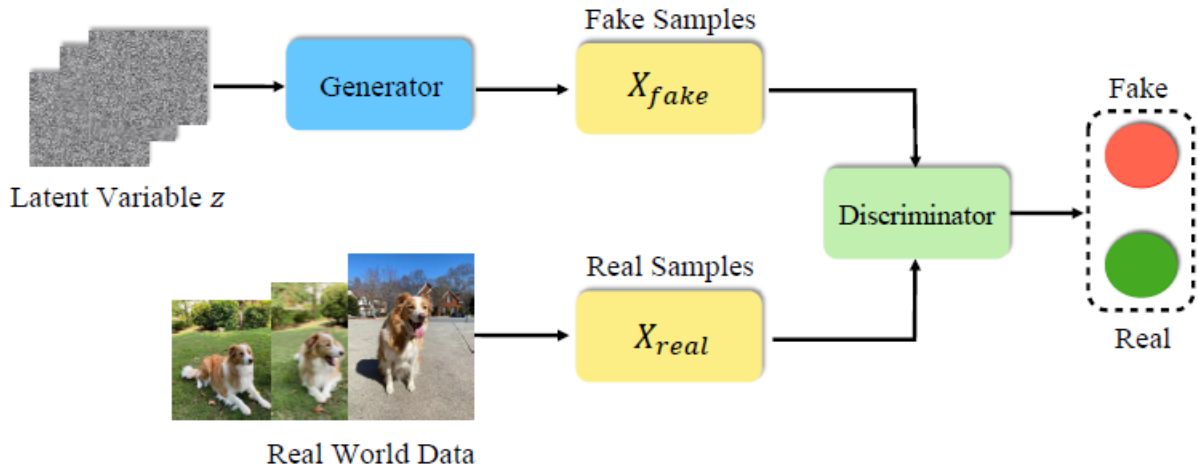 Fake Samples
Generator
X_fake
Fake
Latent Variable z
Discriminator
Real Samples
X_real
Real
Real World Data